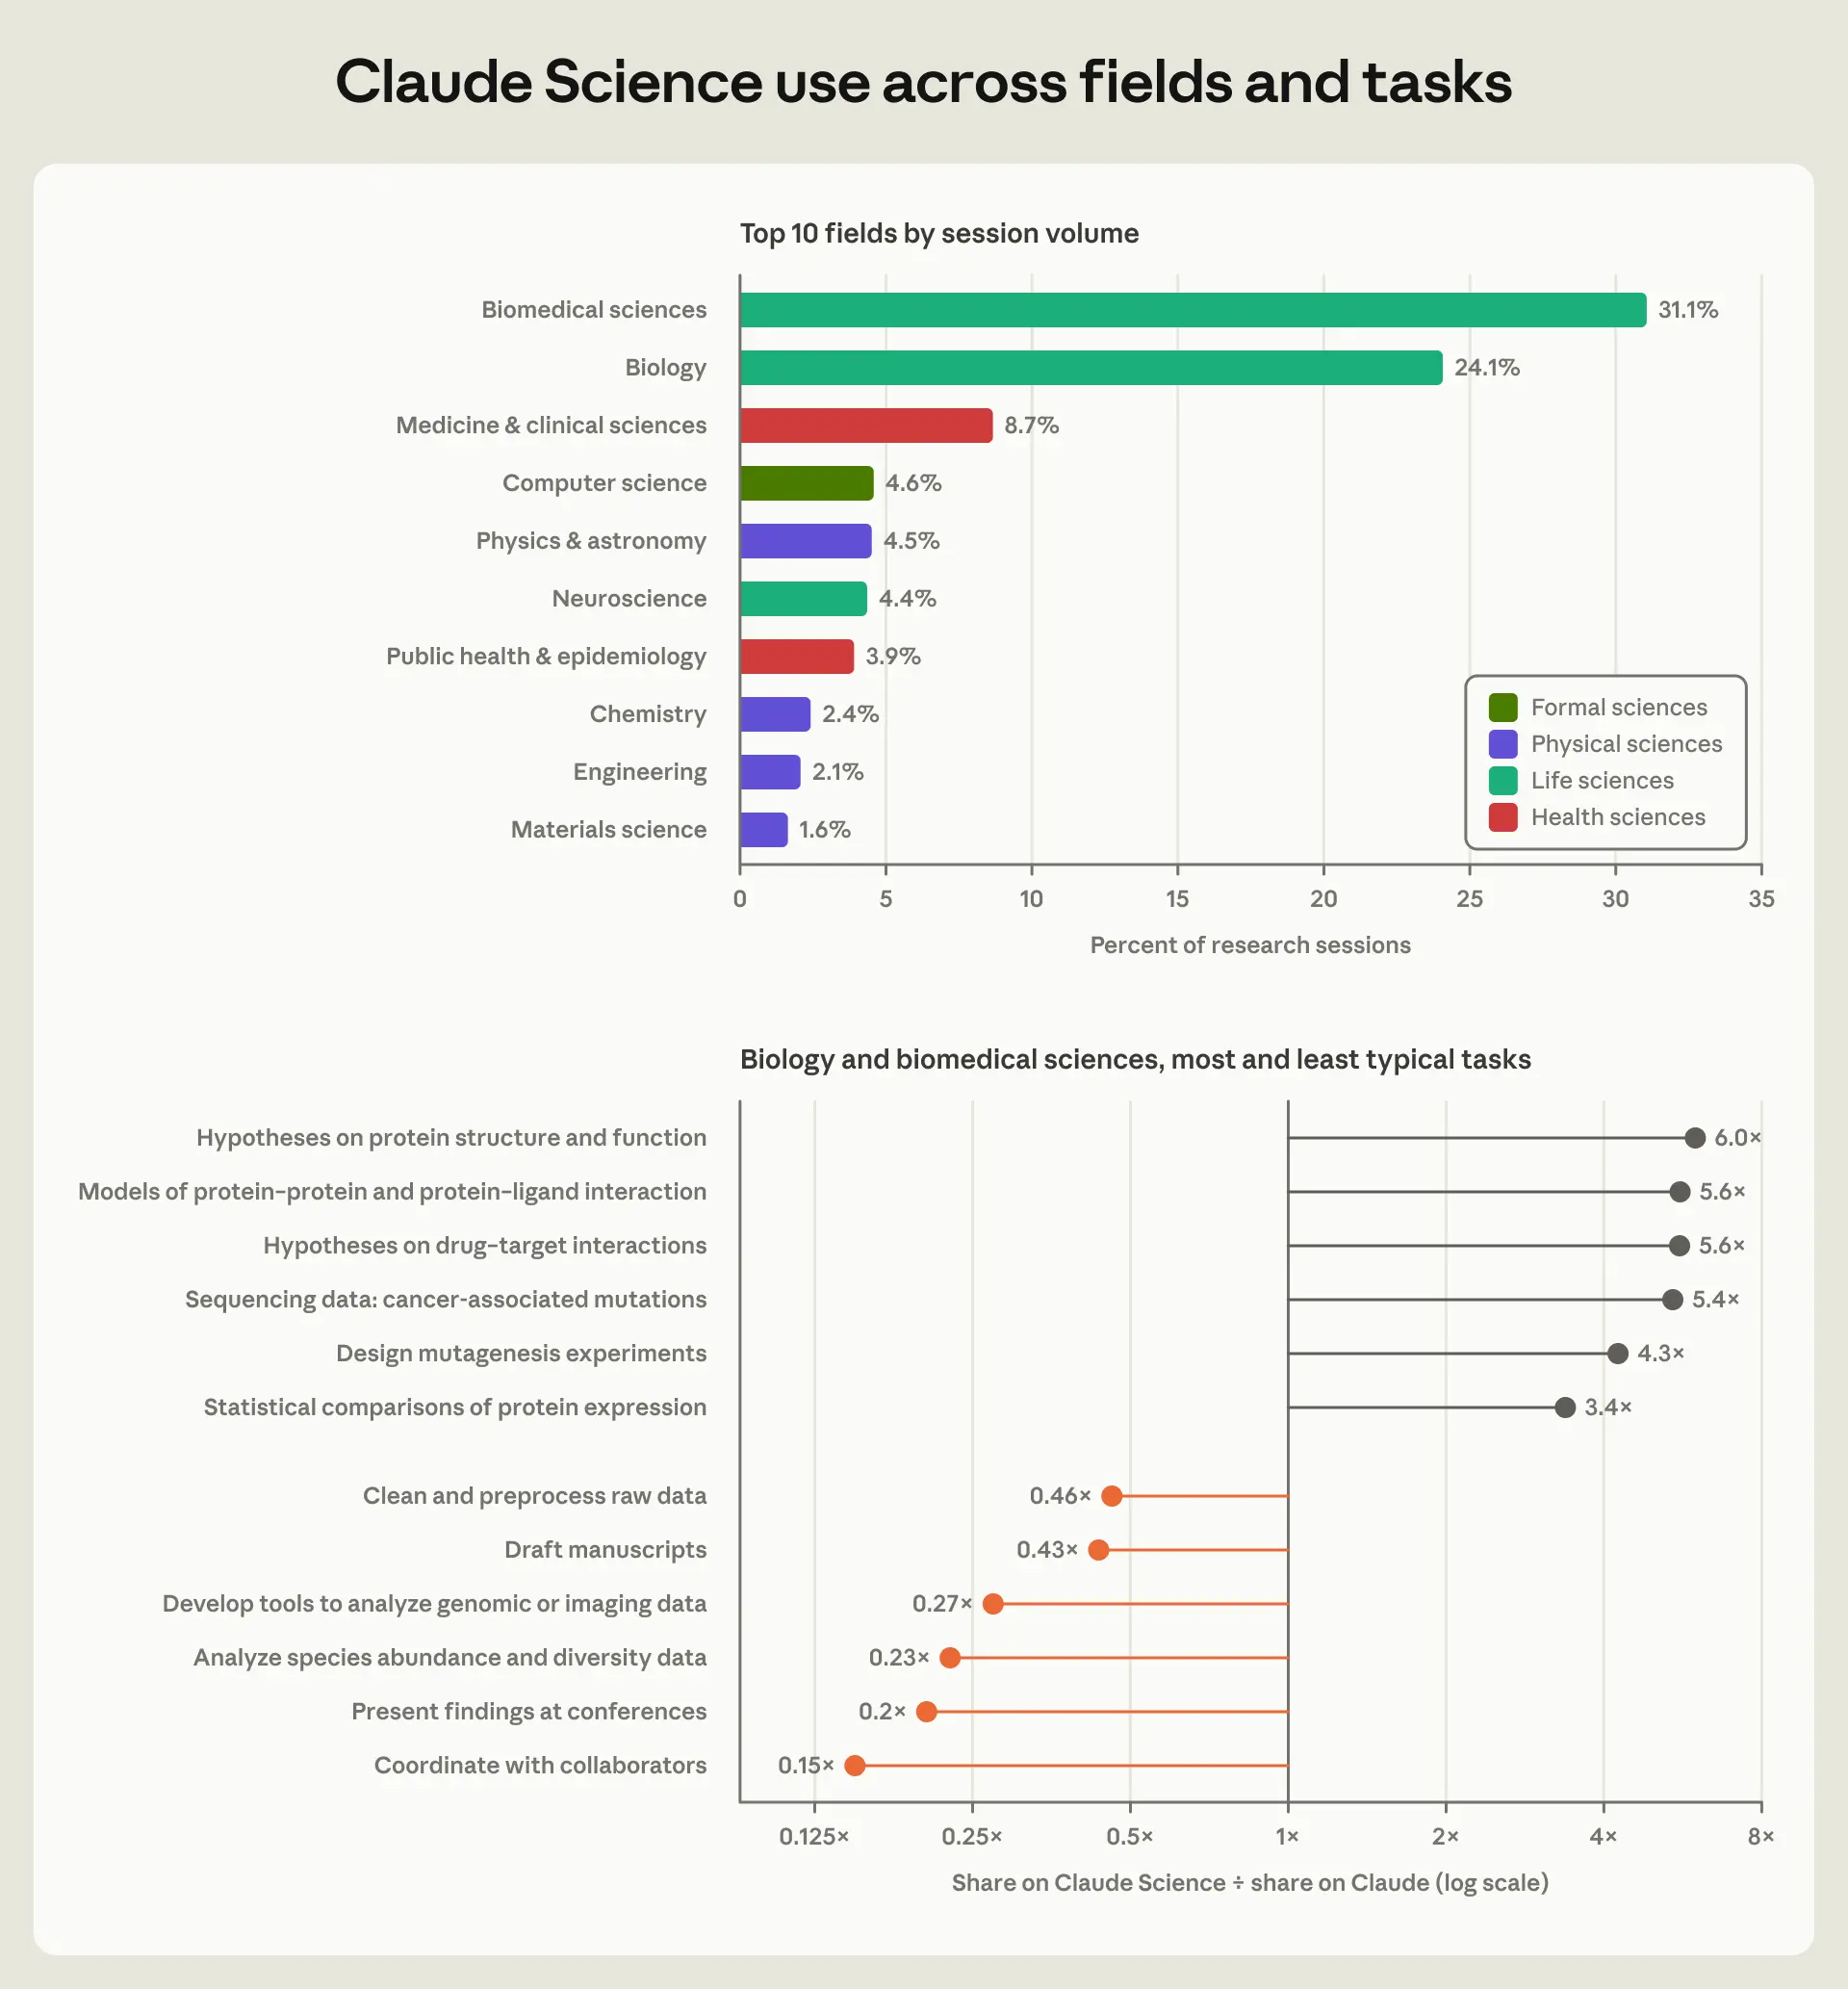 Claude Science use across fields and tasks
Top 10 fields by session volume
Biomedical sciences 31.1%
Biology 24.1%
Medicine & clinical sciences 8.7%
Computer science 4.6%
Physics & astronomy 4.5%
Neuroscience 4.4%
Public health & epidemiology 3.9%
Chemistry 2.4%
Engineering 2.1%
Materials science 1.6%
Formal sciences
Physical sciences
Life sciences
Health sciences
0 5 10 15 20 25 30 35
Percent of research sessions
Biology and biomedical sciences, most and least typical tasks
Hypotheses on protein structure and function 6.0×
Models of protein–protein and protein–ligand interaction 5.6×
Hypotheses on drug–target interactions 5.6×
Sequencing data: cancer-associated mutations 5.4×
Design mutagenesis experiments 4.3×
Statistical comparisons of protein expression 3.4×
Clean and preprocess raw data 0.46×
Draft manuscripts 0.43×
Develop tools to analyze genomic or imaging data 0.27×
Analyze species abundance and diversity data 0.23×
Present findings at conferences 0.2×
Coordinate with collaborators 0.15×
0.125× 0.25× 0.5× 1× 2× 4× 8×
Share on Claude Science ÷ share on Claude (log scale)